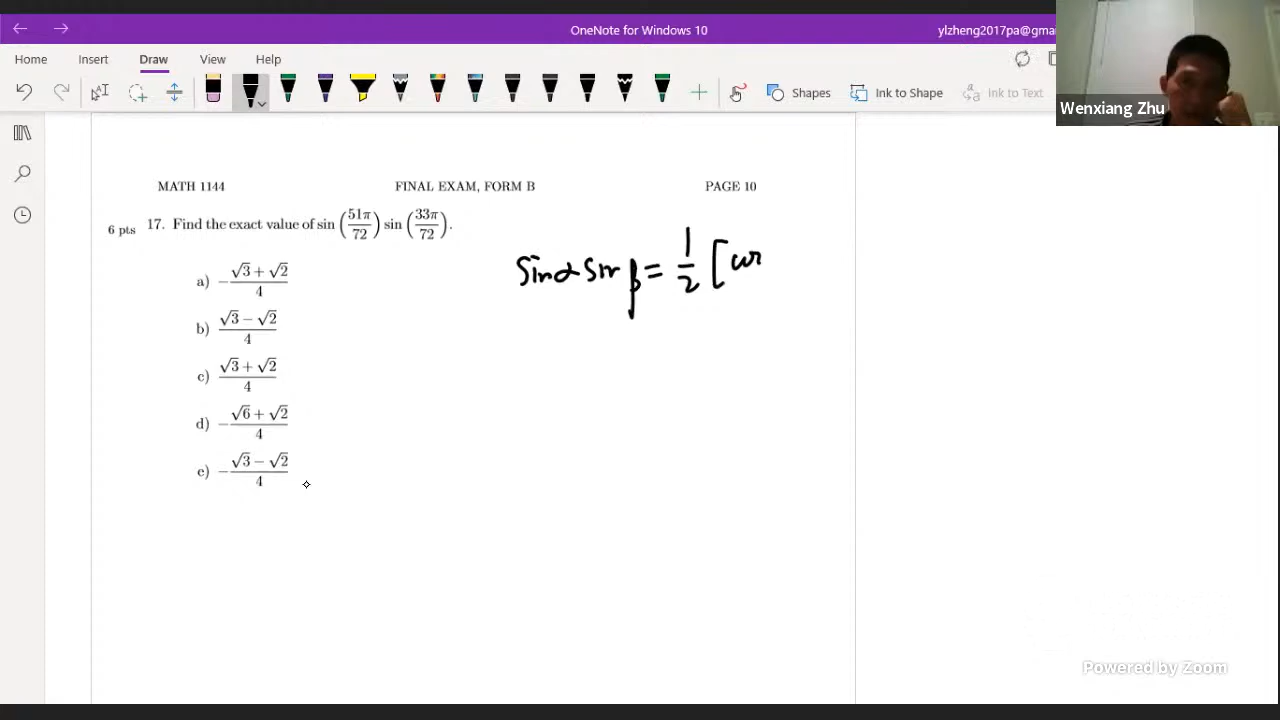 OneNote for Windows 10
ylzheng2017pa@gma
Home Insert Draw View Help
Shapes Ink to Shape Ink to Text
Wenxiang Zhu
MATH 1144 FINAL EXAM, FORM B PAGE 10
6 pts 17. Find the exact value of sin (51π/72) sin (33π/72).
sinα sin β = 1/2 [cos
a) −(√3 + √2)/4
b) (√3 − √2)/4
c) (√3 + √2)/4
d) −(√6 + √2)/4
e) −(√3 − √2)/4
Powered by Zoom